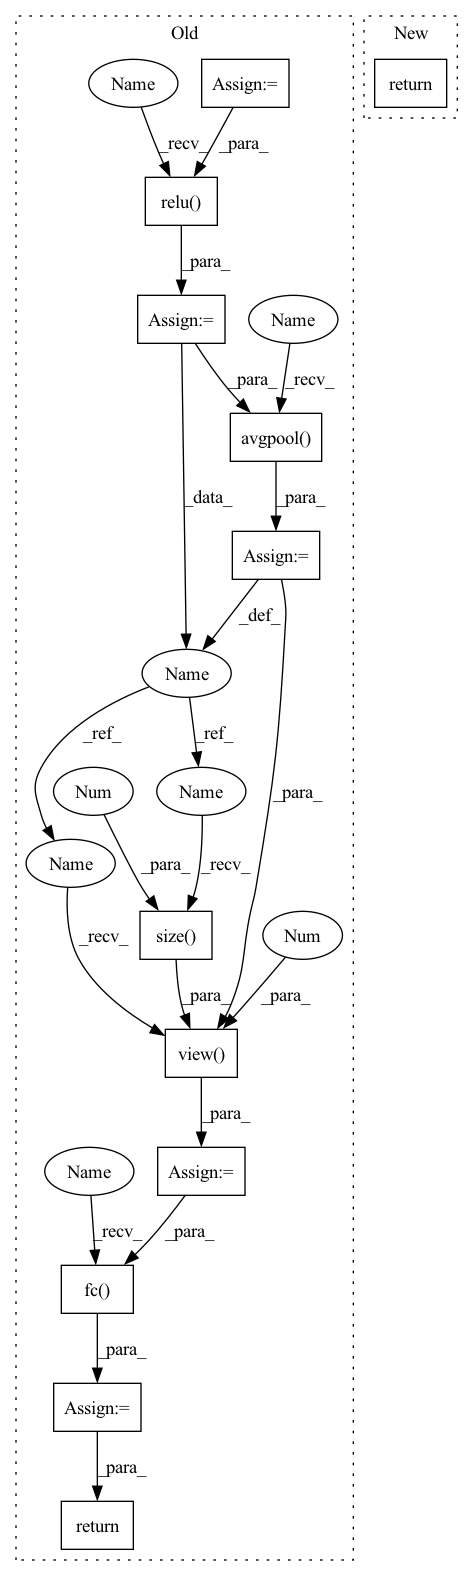 Old
New
Name
Assign:=
return
_recv_
_para_
relu()
_para_
Assign:=
Name
_para_
_recv_
avgpool()
_data_
_para_
Assign:=
_def_
Name
_ref_
_ref_
_para_
Num
Name
Name
_para_
_recv_
Num
size()
_recv_
_para_
_para_
view()
_para_
Name
Assign:=
_recv_
_para_
fc()
_para_
Assign:=
_para_
return